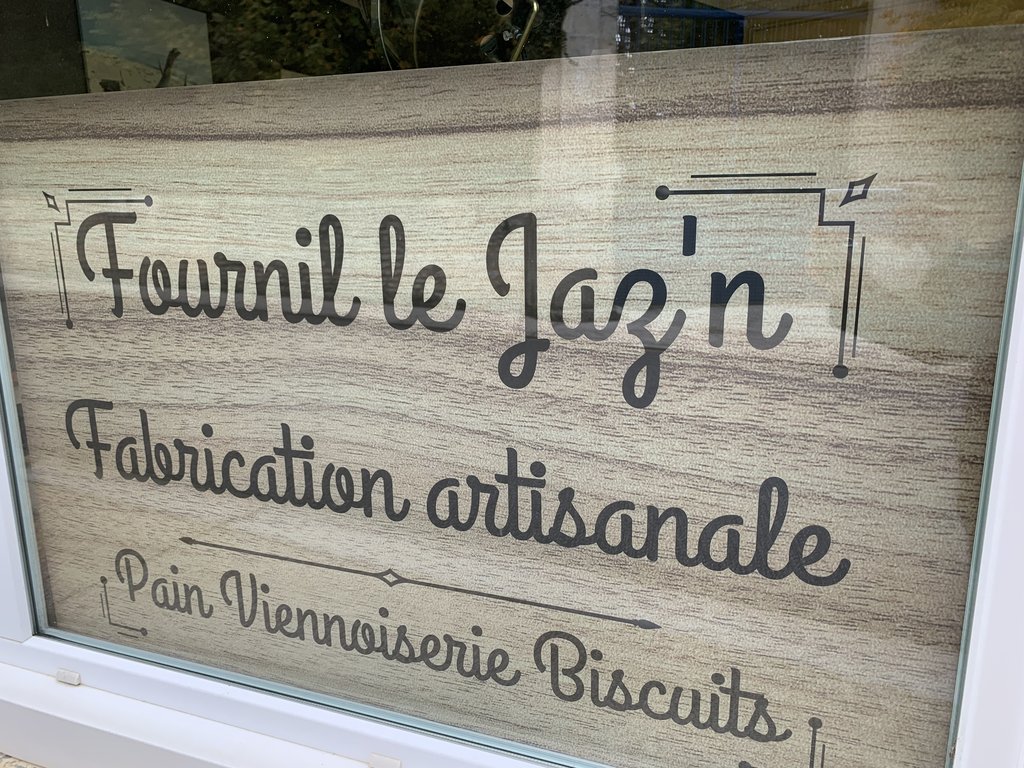 Fournil le Jaz'n
Fabrication artisanale
Pain Viennoiserie Biscuits